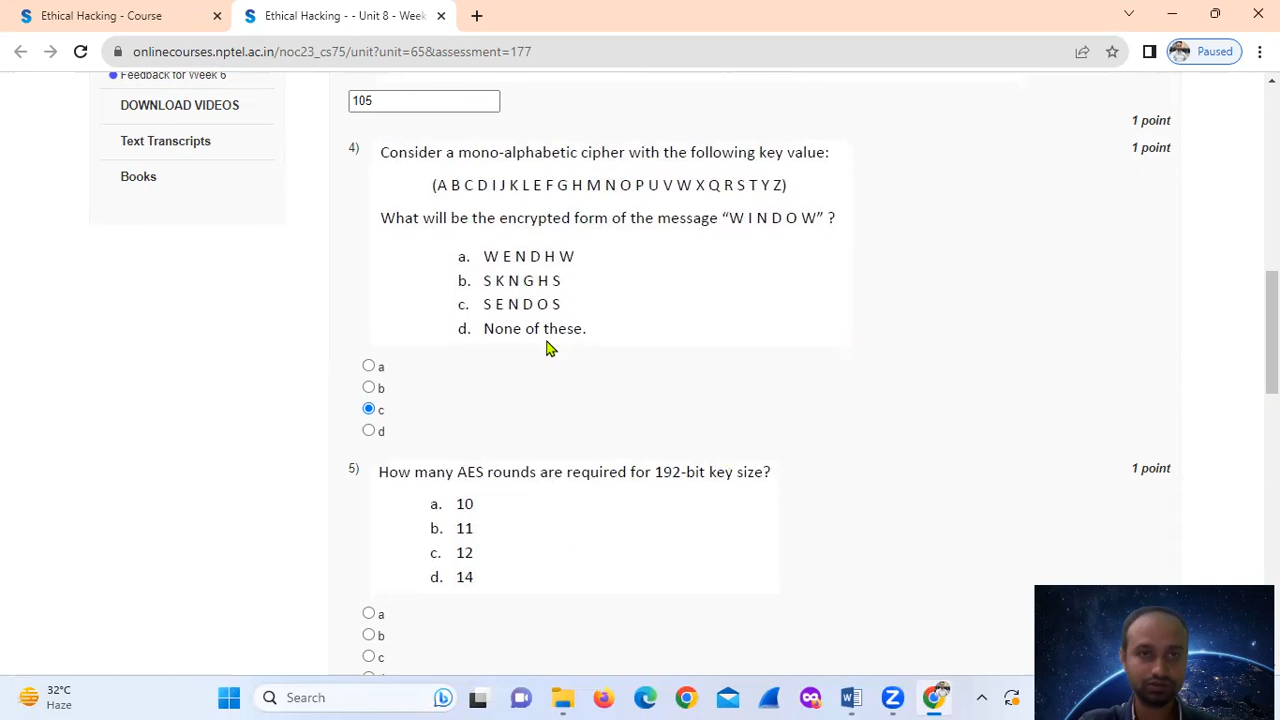 Ethical Hacking - Course
Ethical Hacking - - Unit 8 - Week
onlinecourses.nptel.ac.in/noc23_cs75/unit?unit=65&assessment=177
Paused
Feedback for Week 6
DOWNLOAD VIDEOS
Text Transcripts
Books
105
1 point
4) Consider a mono-alphabetic cipher with the following key value: 1 point
(A B C D I J K L E F G H M N O P U V W X Q R S T Y Z)
What will be the encrypted form of the message “W I N D O W” ?
a. W E N D H W
b. S K N G H S
c. S E N D O S
d. None of these.
a
b
c
d
5) How many AES rounds are required for 192-bit key size? 1 point
a. 10
b. 11
c. 12
d. 14
a
b
c
32°C
Haze
Search